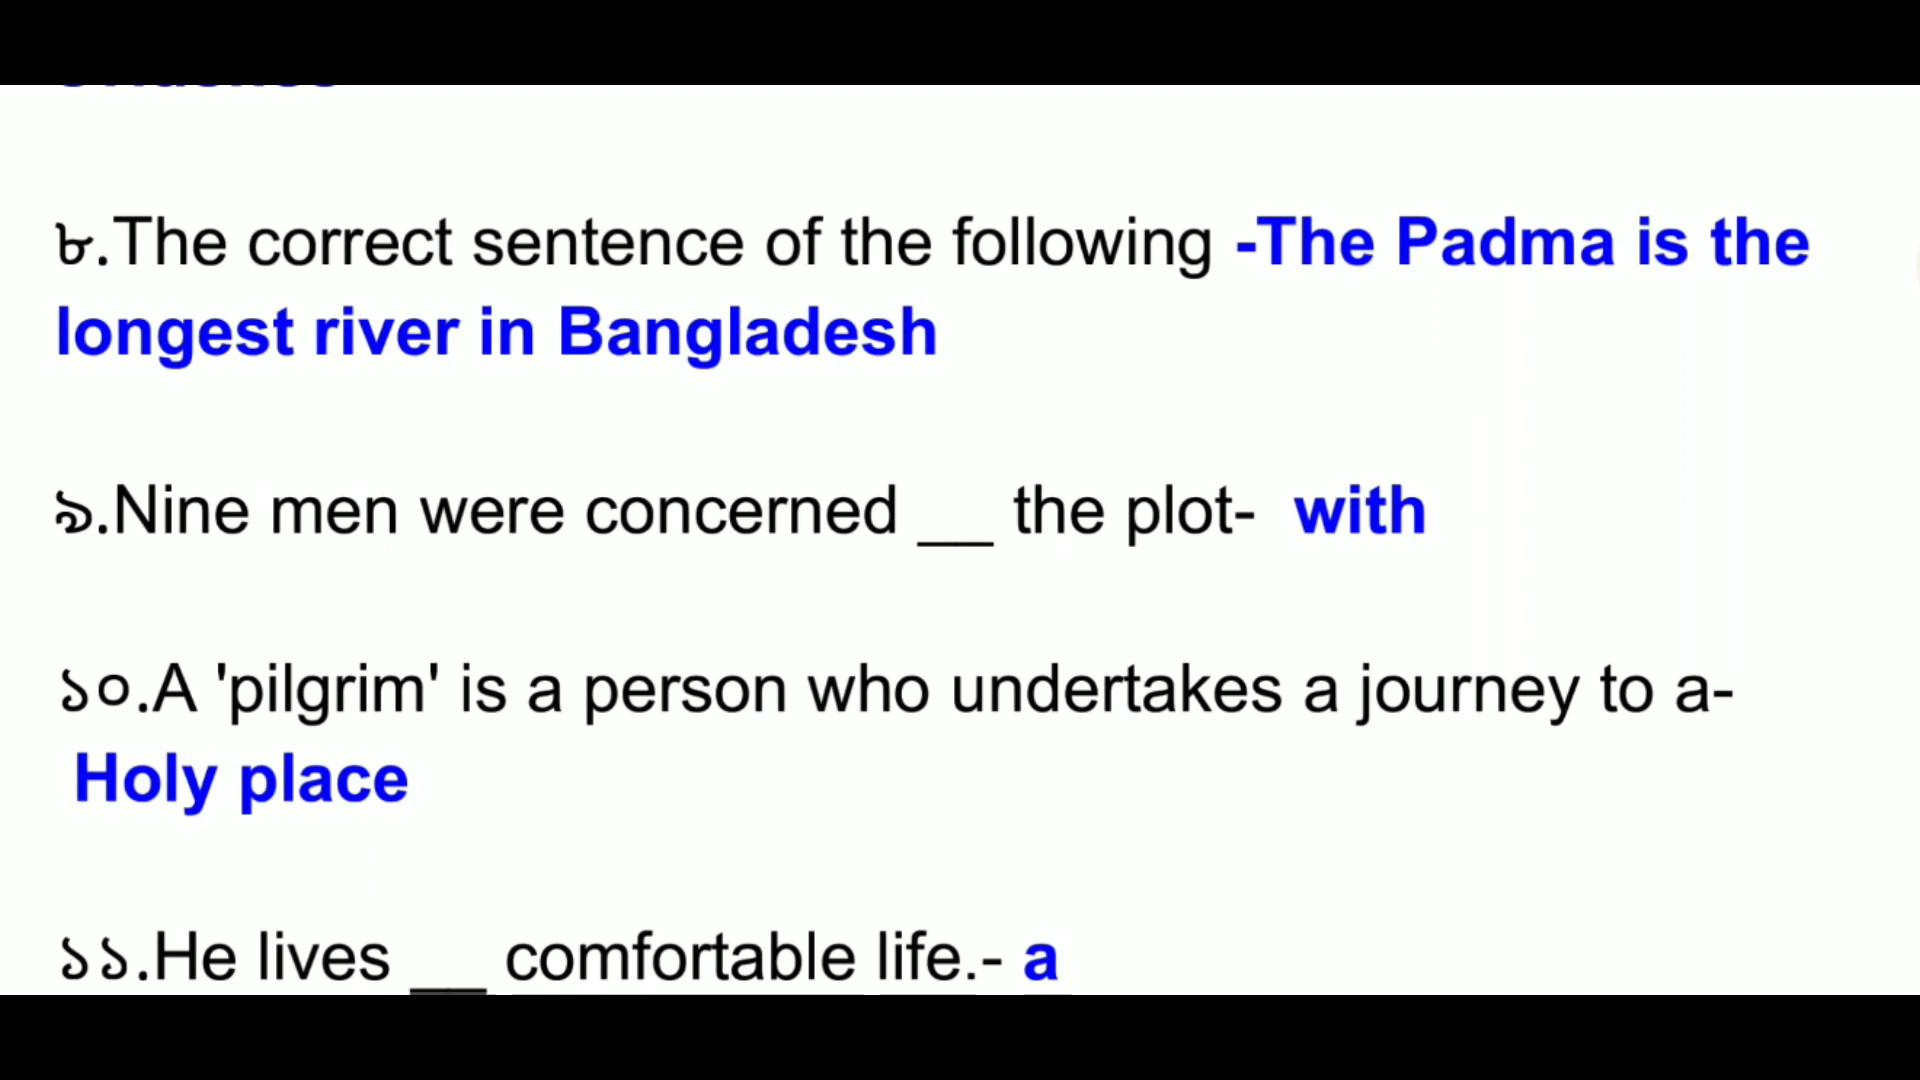 ৮.The correct sentence of the following -The Padma is the
longest river in Bangladesh
৯.Nine men were concerned __ the plot- with
১০.A 'pilgrim' is a person who undertakes a journey to a-
Holy place
১১.He lives __ comfortable life.- a